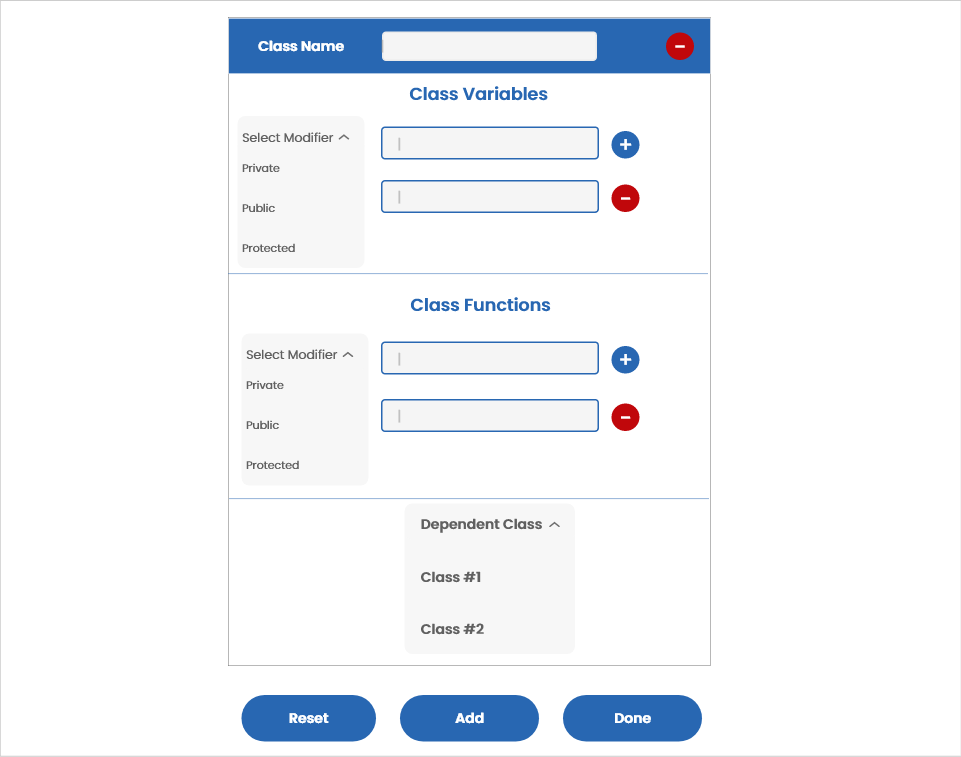 Class Name
Class Variables
Select Modifier
Private
Public
Protected
Class Functions
Select Modifier
Private
Public
Protected
Dependent Class
Class #1
Class #2
Reset
Add
Done